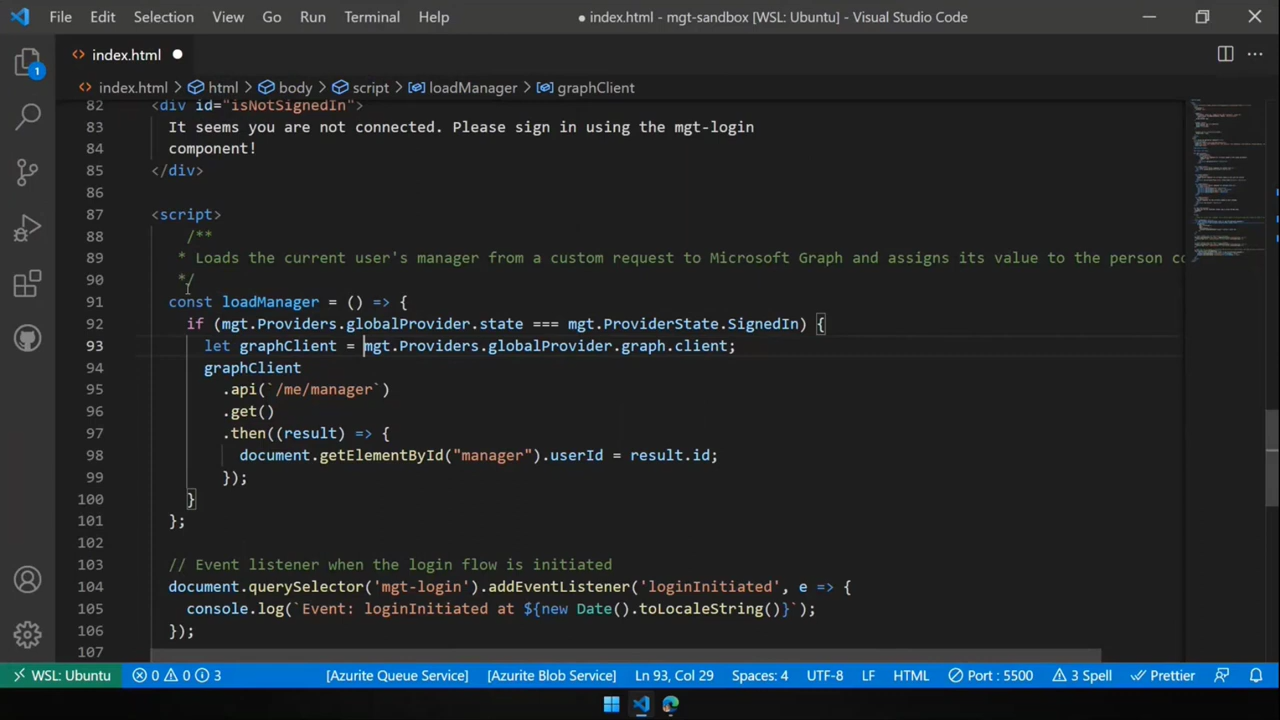 File Edit Selection View Go Run Terminal Help ● index.html - mgt-sandbox [WSL: Ubuntu] - Visual Studio Code
<> index.html ●
1
<> index.html > html > body > script > loadManager > graphClient
82 <div id="isNotSignedIn">
83 It seems you are not connected. Please sign in using the mgt-login
84 component!
85 </div>
86
87 <script>
88 /**
89 * Loads the current user's manager from a custom request to Microsoft Graph and assigns its value to the person co
90 */
91 const loadManager = () => {
92 if (mgt.Providers.globalProvider.state === mgt.ProviderState.SignedIn) {
93 let graphClient = mgt.Providers.globalProvider.graph.client;
94 graphClient
95 .api(`/me/manager`)
96 .get()
97 .then((result) => {
98 document.getElementById("manager").userId = result.id;
99 });
100 }
101 };
102
103 // Event listener when the login flow is initiated
104 document.querySelector('mgt-login').addEventListener('loginInitiated', e => {
105 console.log(`Event: loginInitiated at ${new Date().toLocaleString()}`);
106 });
107
WSL: Ubuntu 0 0 3 [Azurite Queue Service] [Azurite Blob Service] Ln 93, Col 29 Spaces: 4 UTF-8 LF HTML Port : 5500 3 Spell Prettier